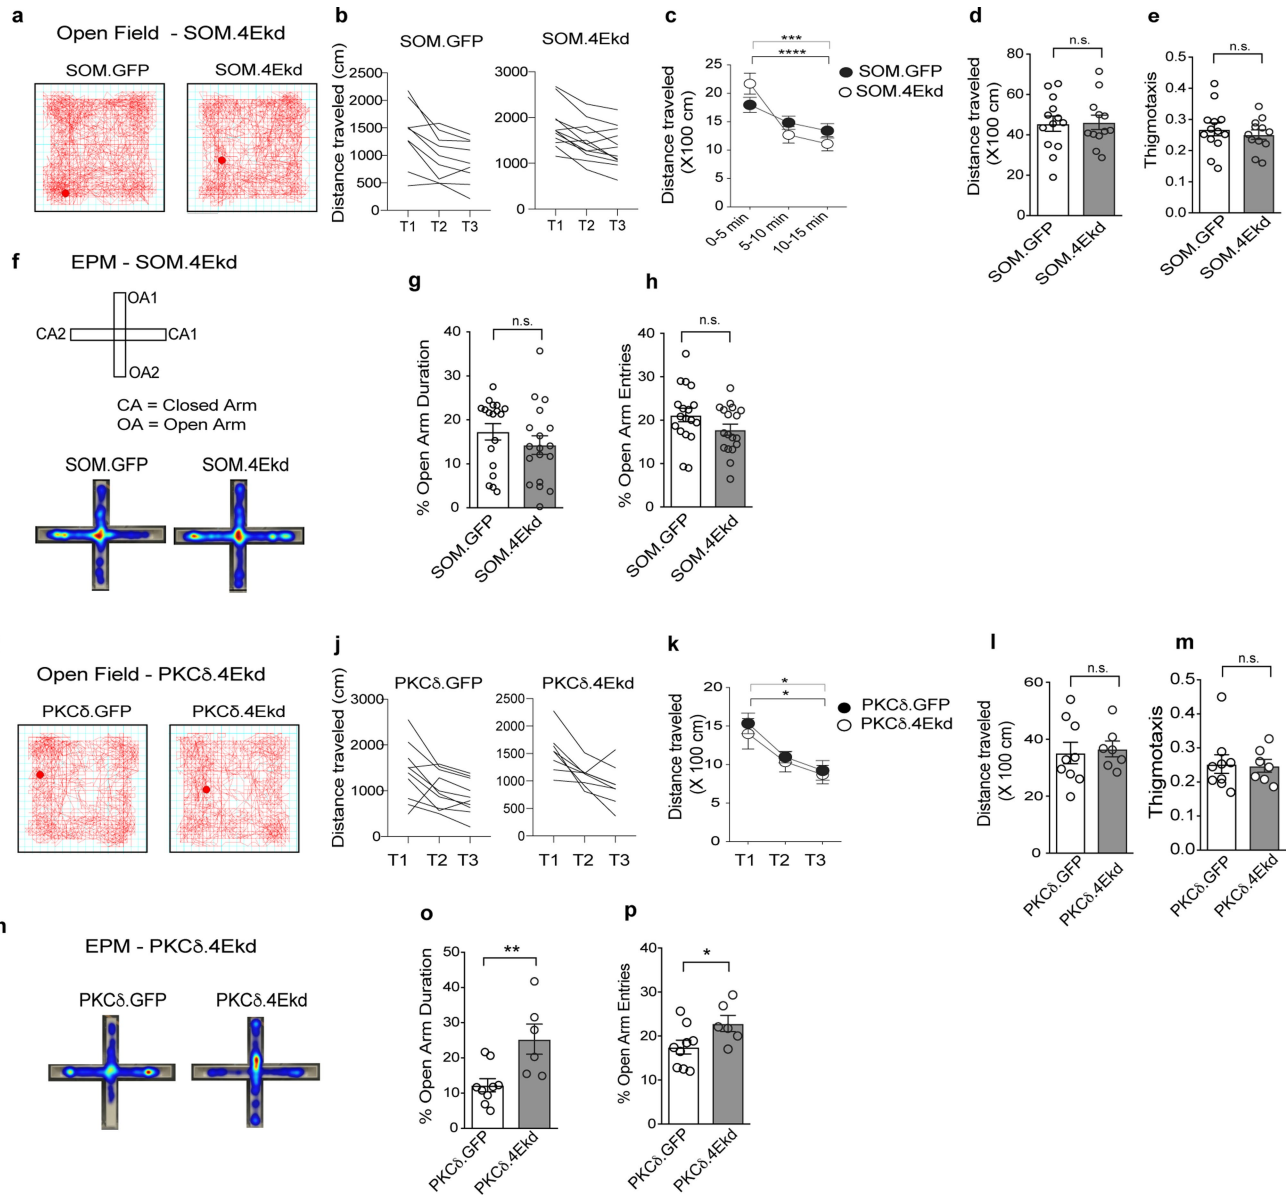 a
Open Field - SOM.4Ekd
SOM.GFP
SOM.4Ekd
b
SOM.GFP
SOM.4Ekd
Distance traveled (cm)
2500
2000
1500
1000
500
0
T1 T2 T3
3000
2000
1000
0
T1 T2 T3
c
***
****
SOM.GFP
SOM.4Ekd
Distance traveled
(X100 cm)
25
20
15
10
5
0
0-5 min
5-10 min
10-15 min
d
n.s.
Distance traveled
(X100 cm)
80
60
40
20
0
SOM.GFP
SOM.4Ekd
e
n.s.
Thigmotaxis
0.5
0.4
0.3
0.2
0.1
0.0
SOM.GFP
SOM.4Ekd
f
EPM - SOM.4Ekd
OA1
CA2
CA1
OA2
CA = Closed Arm
OA = Open Arm
SOM.GFP
SOM.4Ekd
g
n.s.
% Open Arm Duration
40
30
20
10
0
SOM.GFP
SOM.4Ekd
h
n.s.
% Open Arm Entries
40
30
20
10
0
SOM.GFP
SOM.4Ekd
Open Field - PKCδ.4Ekd
PKCδ.GFP
PKCδ.4Ekd
j
PKCδ.GFP
PKCδ.4Ekd
Distance traveled (cm)
3000
2000
1000
0
T1 T2 T3
2500
2000
1500
1000
500
0
T1 T2 T3
k
*
*
PKCδ.GFP
PKCδ.4Ekd
Distance traveled
(X 100 cm)
20
15
10
5
0
T1 T2 T3
l
n.s.
Distance traveled
(X 100 cm)
60
40
20
0
PKCδ.GFP
PKCδ.4Ekd
m
n.s.
Thigmotaxis
0.5
0.4
0.3
0.2
0.1
0.0
PKCδ.GFP
PKCδ.4Ekd
EPM - PKCδ.4Ekd
PKCδ.GFP
PKCδ.4Ekd
o
**
% Open Arm Duration
50
40
30
20
10
0
PKCδ.GFP
PKCδ.4Ekd
p
*
% Open Arm Entries
40
30
20
10
0
PKCδ.GFP
PKCδ.4Ekd